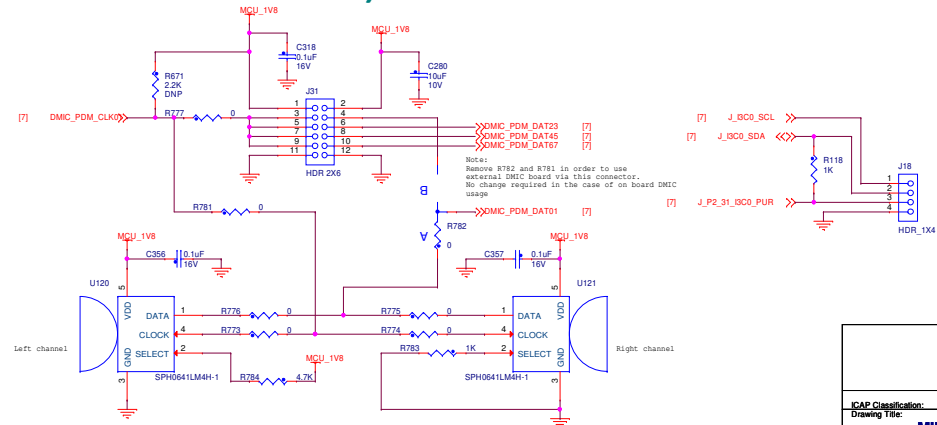 MCU_1V8
MCU_1V8
C318
0.1uF
16V
C280
10uF
10V
R671
2.2K
DNP
J31
1 2
3 4
5 6
7 8
9 10
11 12
HDR 2X6
[7] DMIC_PDM_CLK0
R777 0
DMIC_PDM_DAT23 [7]
DMIC_PDM_DAT45 [7]
DMIC_PDM_DAT67 [7]
Note:
Remove R782 and R781 in order to use
external DMIC board via this connector.
No change required in the case of on board DMIC
usage
[7] J_I3C0_SCL
[7] J_I3C0_SDA
R118
1K
[7] J_P2_31_I3C0_PUR
J18
1
2
3
4
HDR_1X4
B
A
DMIC_PDM_DAT01 [7]
R781 0
R782
0
MCU_1V8
C356 0.1uF
16V
MCU_1V8
C357 0.1uF
16V
U120
5
VDD
DATA 1
CLOCK 4
SELECT 2
GND
3
SPH0641LM4H-1
Left channel
R776 0
R773 0
R775 0
R774 0
R783 1K
R784 4.7K
MCU_1V8
U121
5
VDD
1 DATA
4 CLOCK
2 SELECT
GND
3
SPH0641LM4H-1
Right channel
ICAP Classification:
Drawing Title: